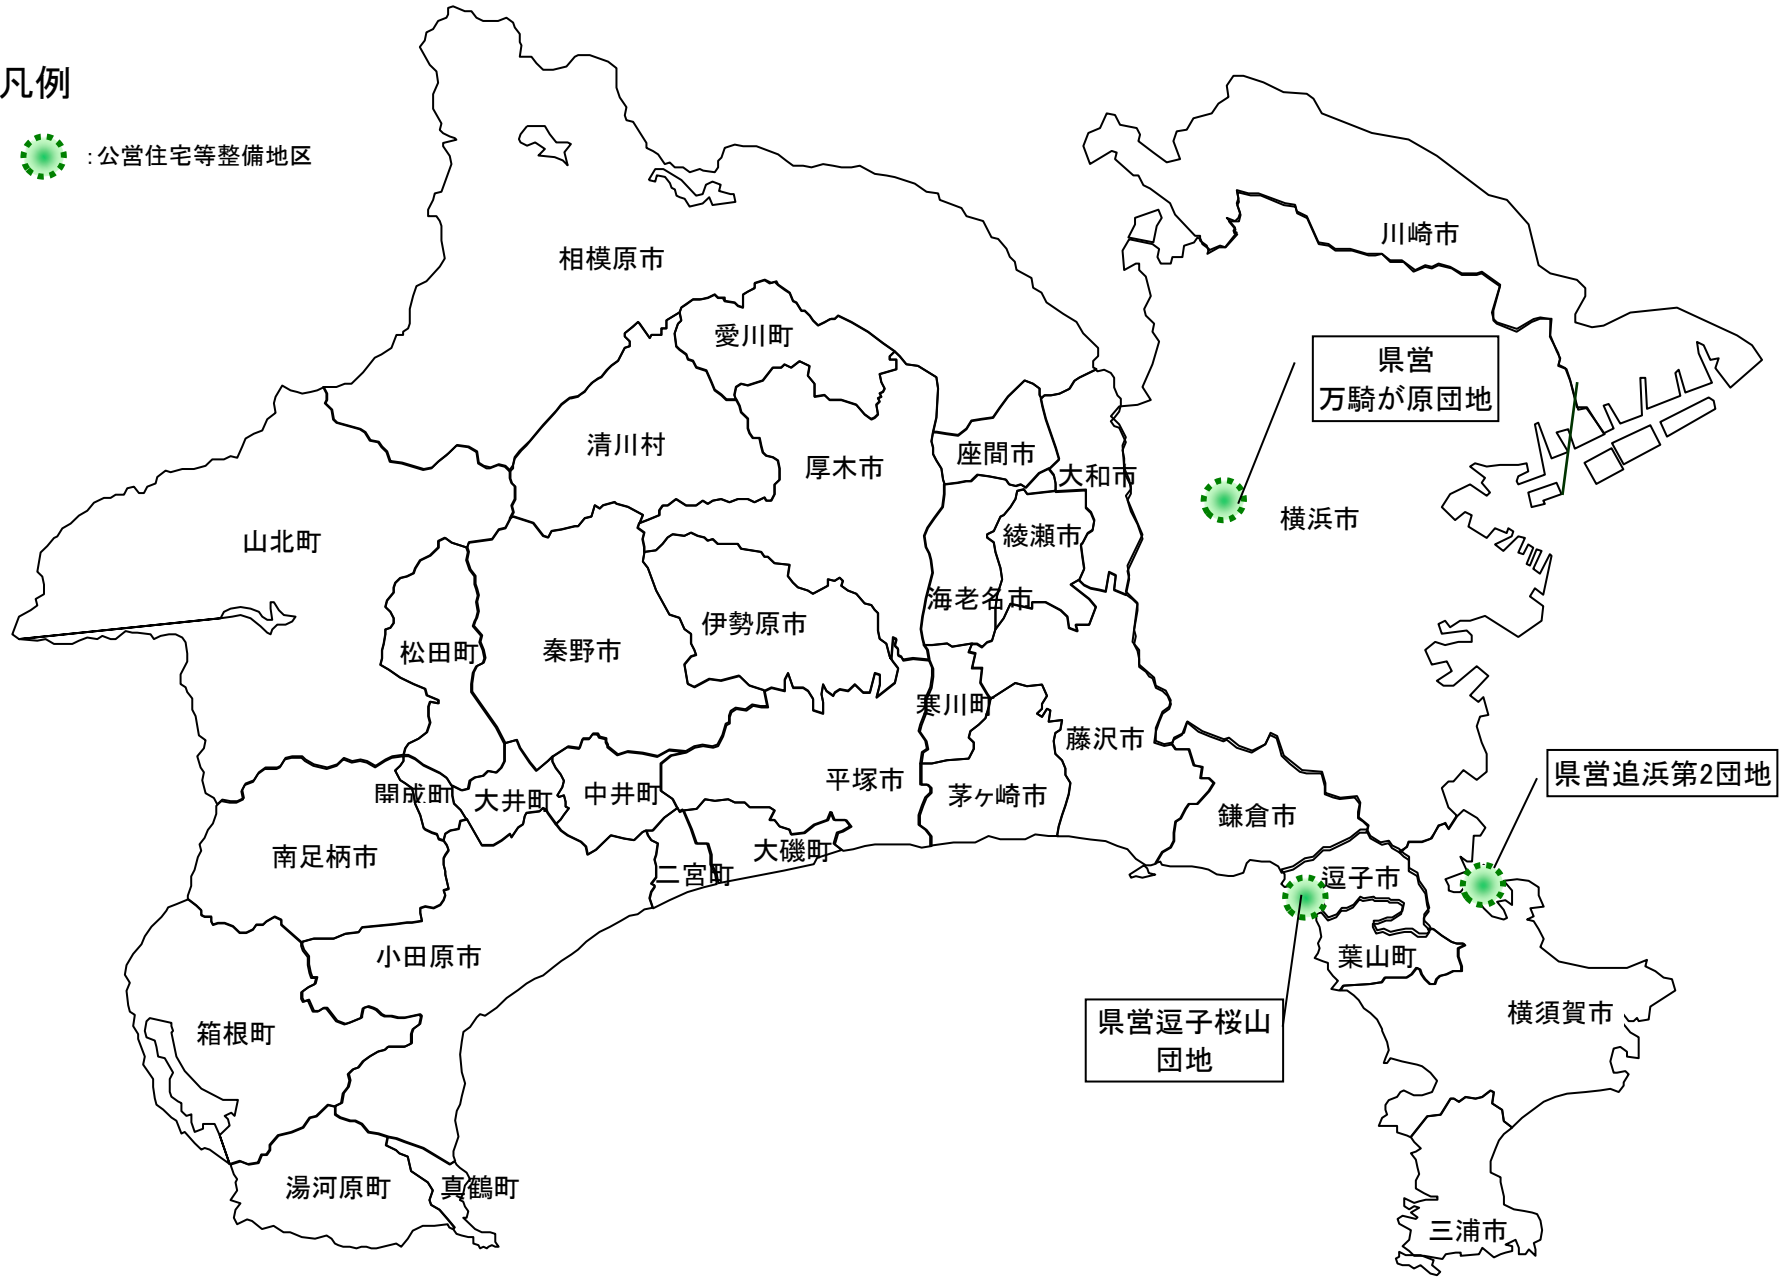 凡例
：公営住宅等整備地区
川崎市
相模原市
愛川町
県営
万騎が原団地
清川村
厚木市
座間市
大和市
横浜市
綾瀬市
山北町
海老名市
伊勢原市
秦野市
松田町
寒川町
藤沢市
県営追浜第2団地
平塚市
中井町
大井町
開成町
茅ヶ崎市
鎌倉市
南足柄市
大磯町
二宮町
逗子市
小田原市
葉山町
横須賀市
県営逗子桜山
団地
箱根町
湯河原町
真鶴町
三浦市